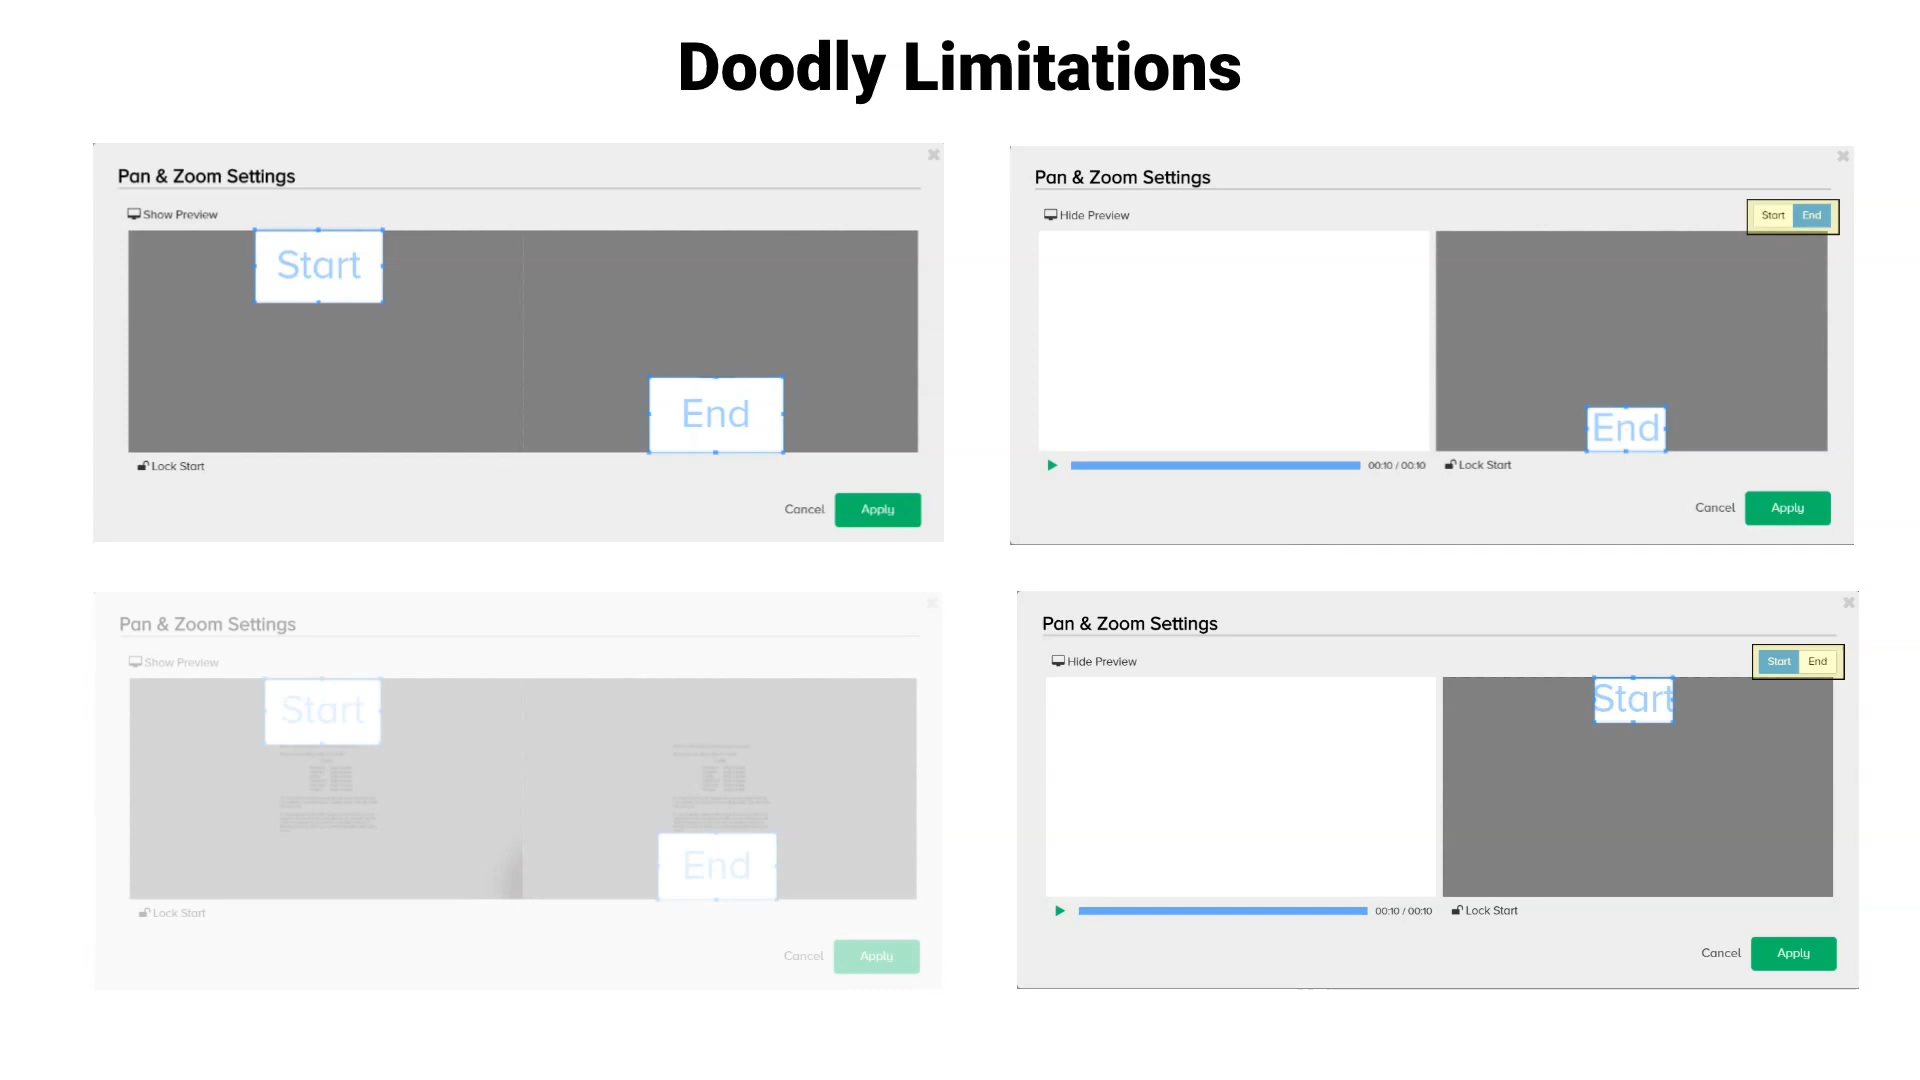 Doodly Limitations
Pan & Zoom Settings
Show Preview
Start
End
Lock Start
Cancel Apply
Pan & Zoom Settings
Hide Preview
Start End
End
00:10 / 00:10
Lock Start
Cancel Apply
Pan & Zoom Settings
Show Preview
Start
End
Lock Start
Cancel Apply
Pan & Zoom Settings
Hide Preview
Start End
Start
00:10 / 00:10
Lock Start
Cancel Apply